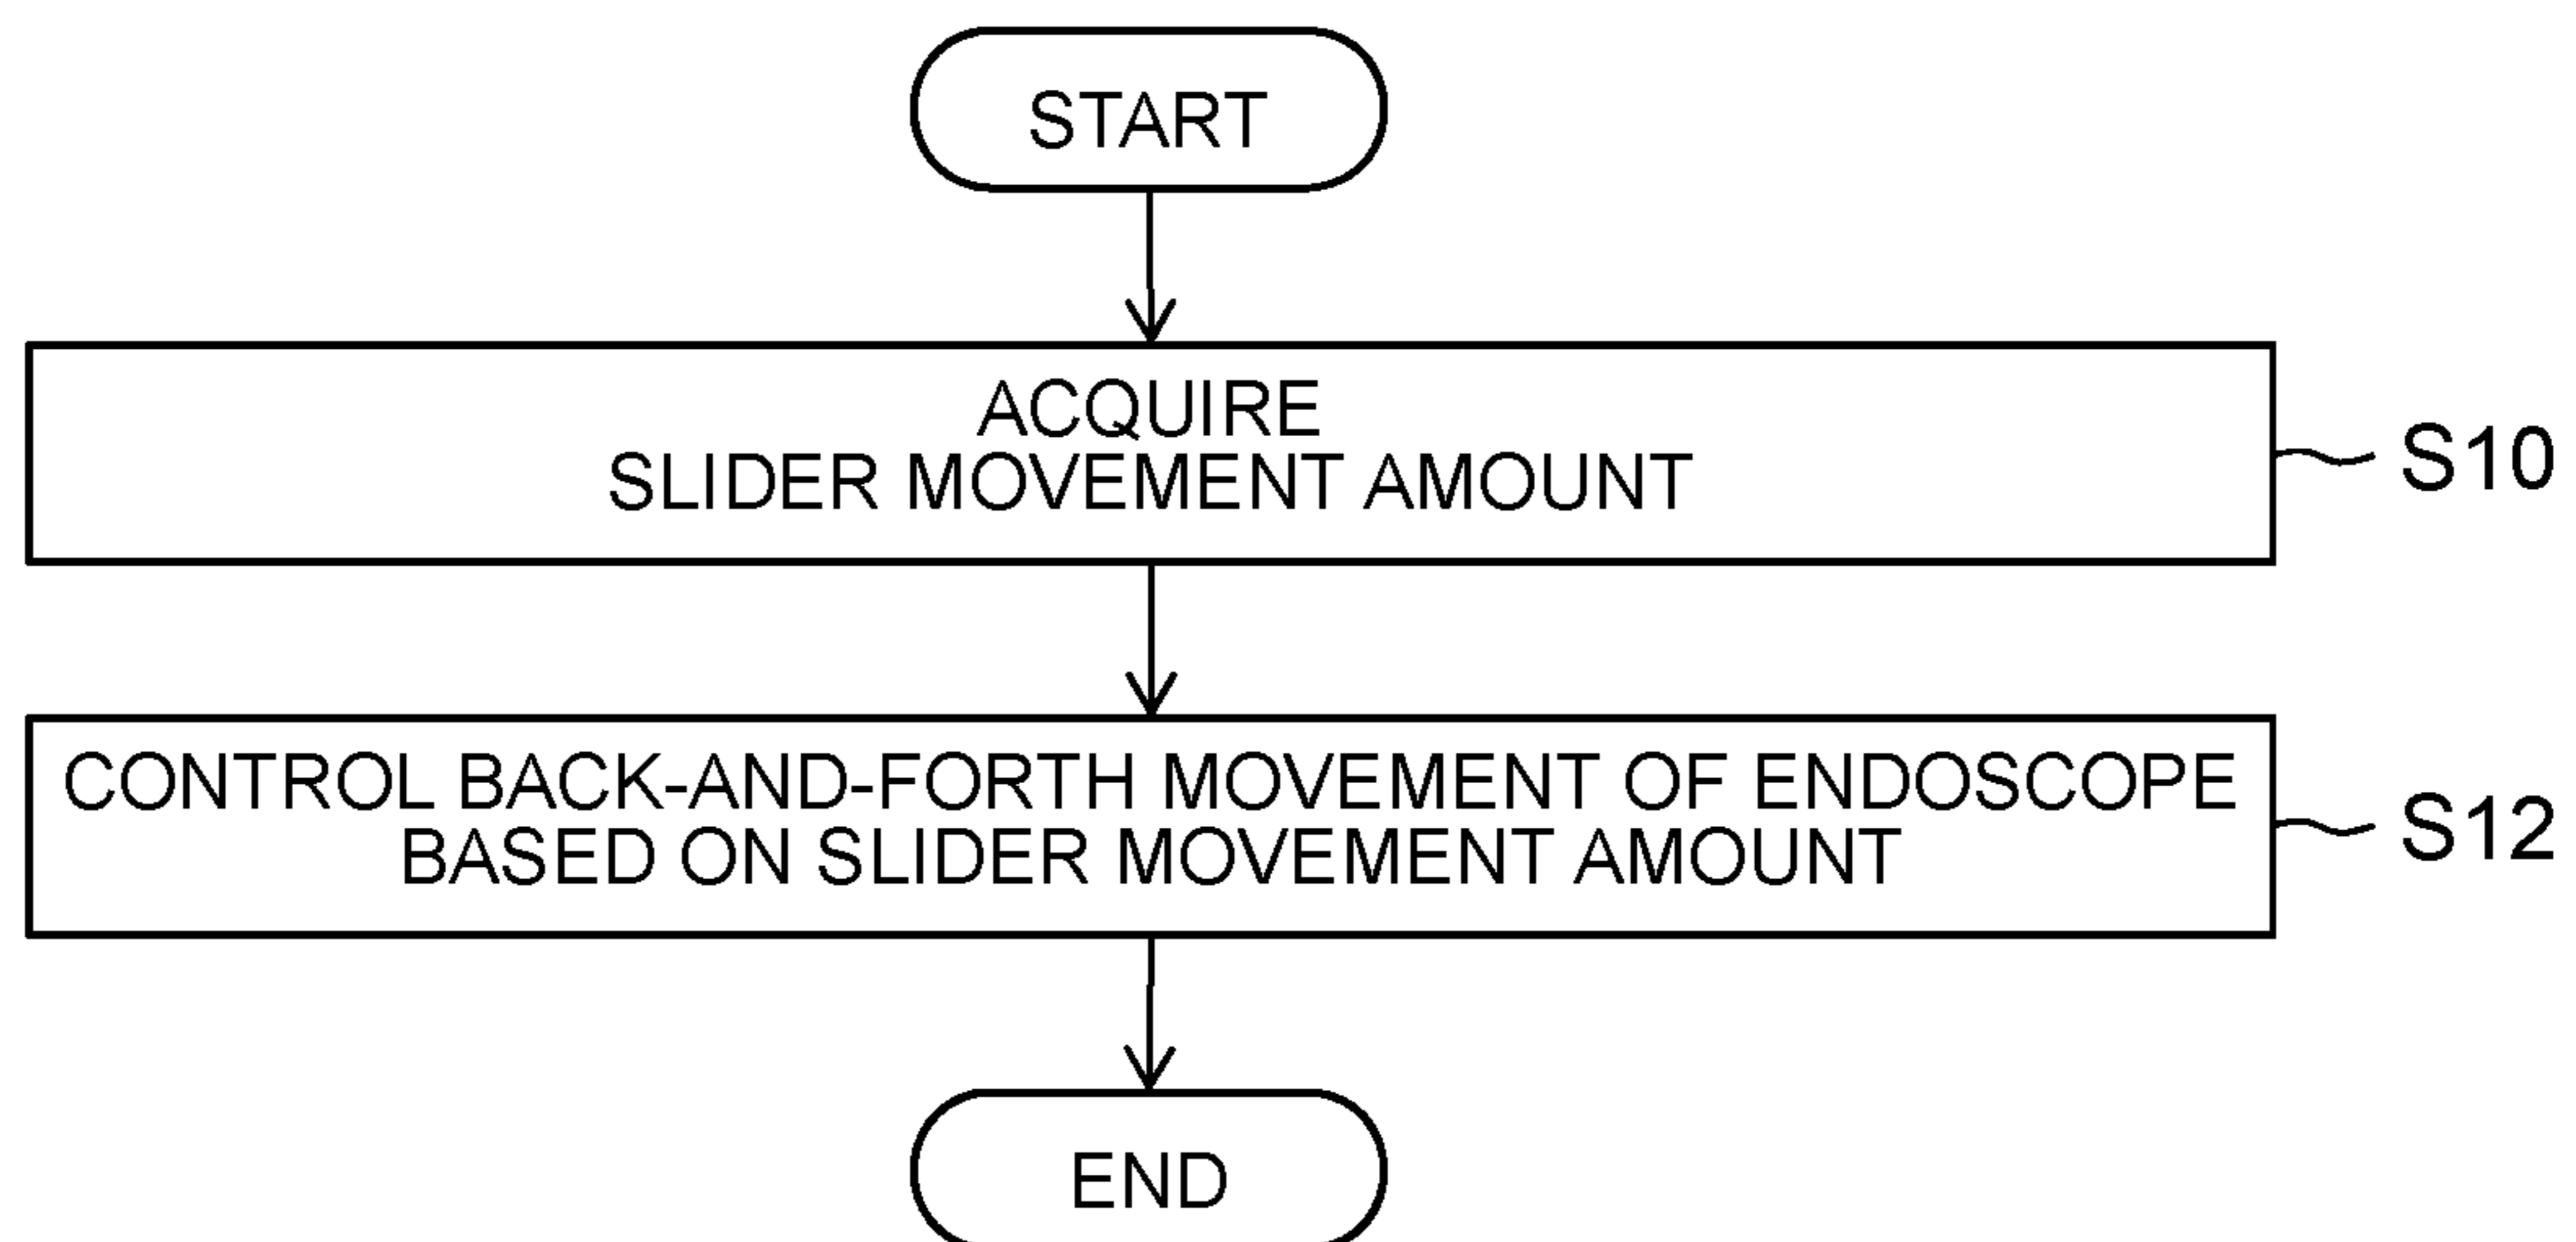 START
ACQUIRE
SLIDER MOVEMENT AMOUNT
S10
CONTROL BACK-AND-FORTH MOVEMENT OF ENDOSCOPE
BASED ON SLIDER MOVEMENT AMOUNT
S12
END